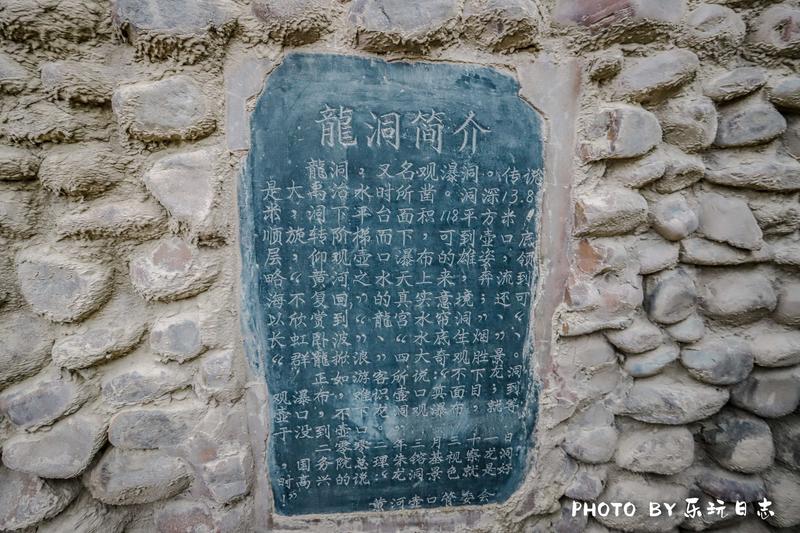 龍洞简介
龍洞，又名观瀑洞。传说
是大禹治水时所凿。洞深13.8
米，洞下平台面积118平方米，
顺旋转阶梯而下，可到壶口底
层，仰观壶口瀑布的雄姿，领
略“黄河之水天上来，奔流到
海不复回”的真实意境；还可
以欣赏到“龙宫水帘洞”、“
长虹卧波”、“水底生烟”、
“群龍掀浪”四大奇观胜景。
正如游客所说“不下龙洞
观瀑布，难识壶口真面目；到
壶口不下龙洞观瀑布，就等
于没到壶口”。
二零零年三月三十日
，国务院总理朱镕基视察龙洞
时，高兴的说：“龙洞景色就是好
！”
黄河壶口管委会
PHOTO BY 乐玩日志